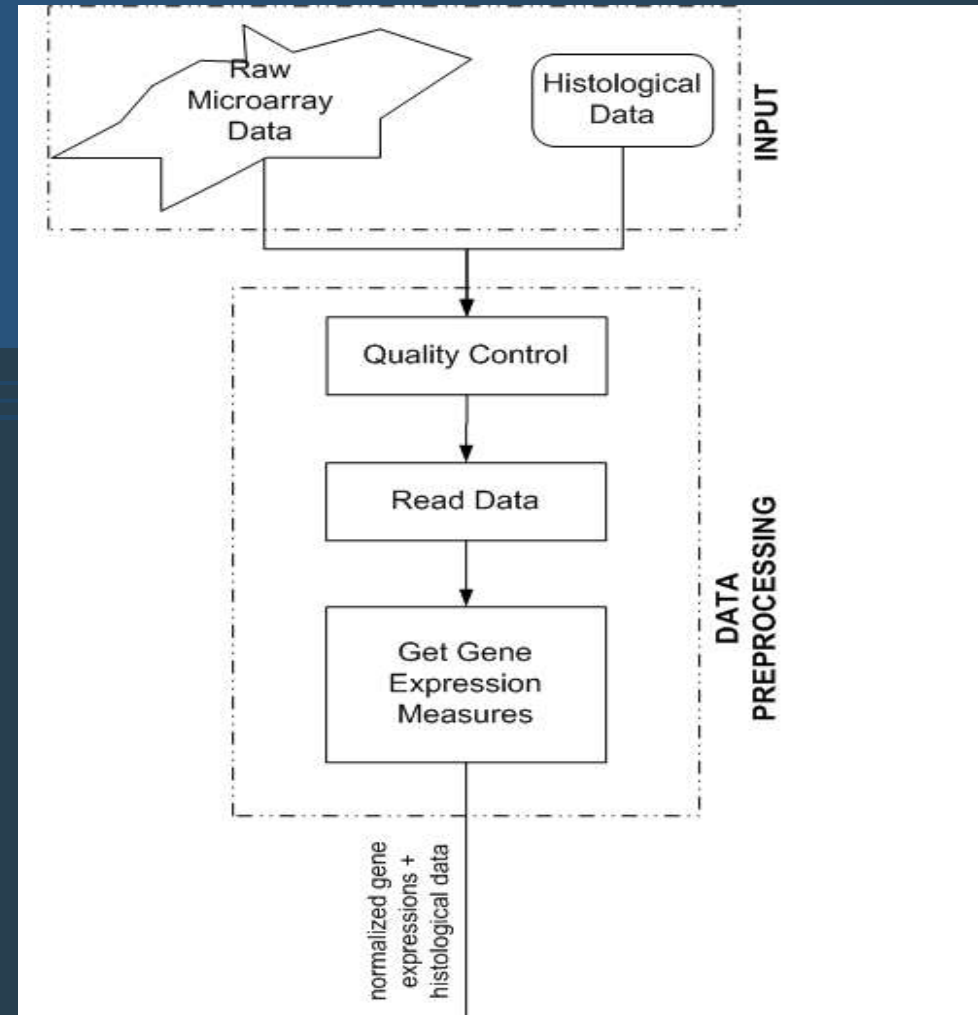 Raw
Microarray
Data
Histological
Data
INPUT
Quality Control
Read Data
Get Gene
Expression
Measures
DATA
PREPROCESSING
normalized gene
expressions +
histological data